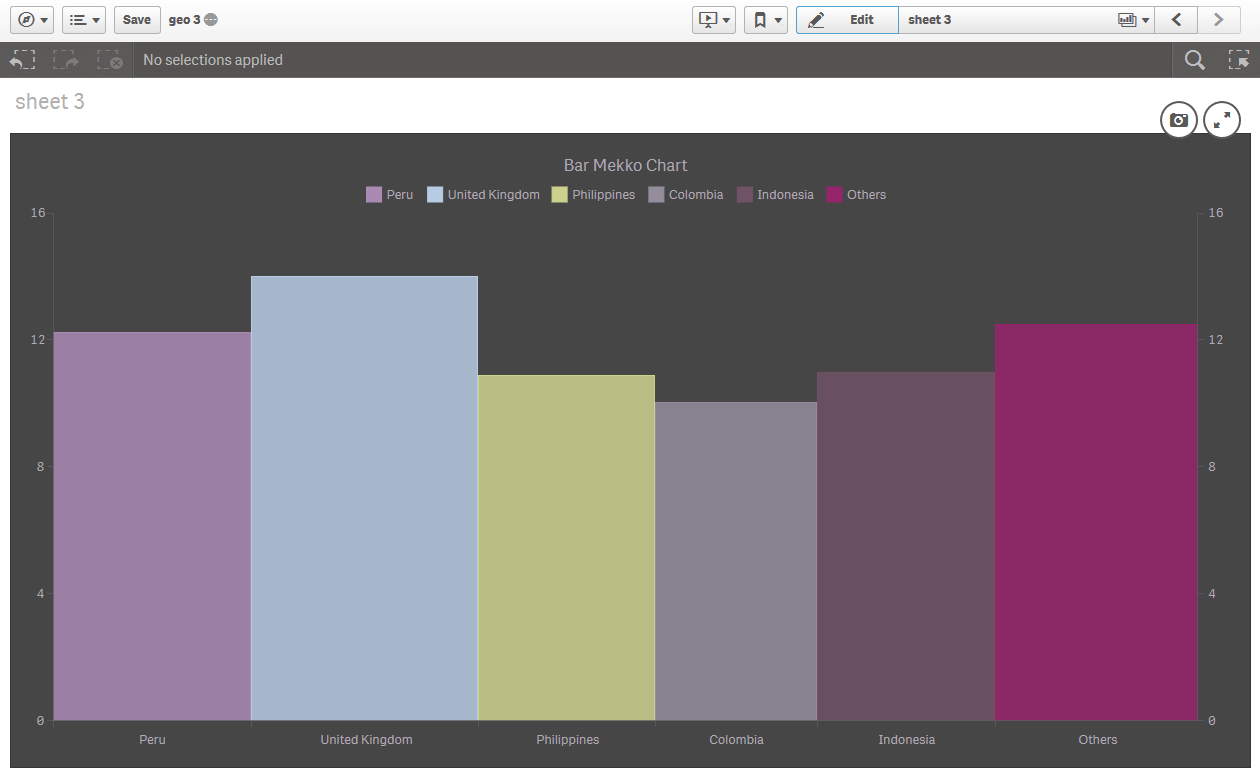 Save geo 3 Edit sheet 3
No selections applied
sheet 3
Bar Mekko Chart
Peru United Kingdom Philippines Colombia Indonesia Others
16 16
12 12
8 8
4 4
0 0
Peru United Kingdom Philippines Colombia Indonesia Others